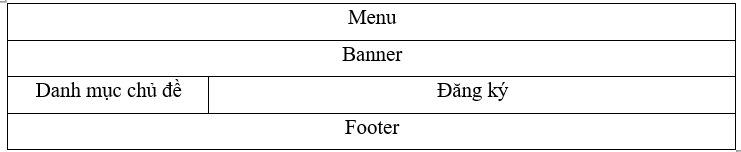 Menu
Banner
Danh mục chủ đề
Đăng ký
Footer